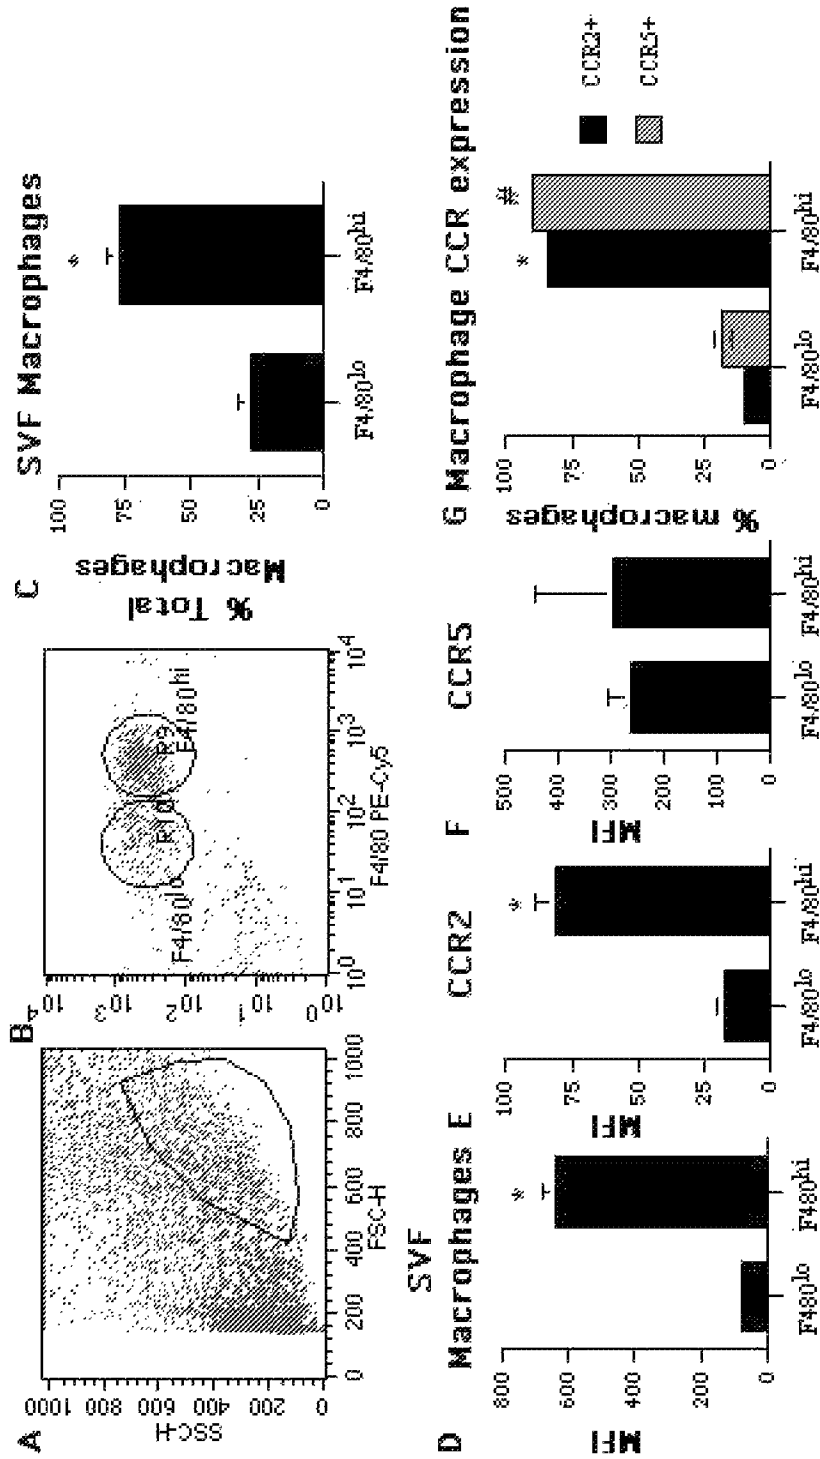 A
SSC-H
1000
800
600
400
200
0
0
200
400
600
800
1000
FSC-H
B
10^4
10^3
10^2
10^1
10^0
10^0
10^1
10^2
10^3
10^4
F4/80 PE-Cy5
F4/80lo
R10
R9
F4/80hi
C
SVF Macrophages
% Total
Macrophages
100
75
50
25
0
*
F4/80lo
F4/80hi
D
SVF
Macrophages
MFI
800
600
400
200
0
*
F480lo
F480hi
E
CCR2
MFI
100
75
50
25
0
*
F4/80lo
F4/80hi
F
CCR5
MFI
500
400
300
200
100
0
F4/80lo
F4/80hi
G
Macrophage CCR expression
% macrophages
100
75
50
25
0
*
#
F4/80lo
F4/80hi
CCR2+
CCR5+